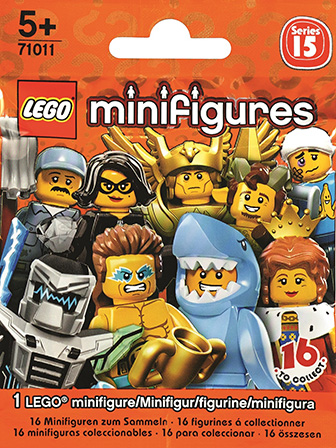 5+
71011
Series
15
LEGO
minifigures
16
TO COLLECT
1 LEGO® minifigure/Minifigur/figurine/minifigura
16 Minifiguren zum Sammeln · 16 figurines á collectionner
16 minifiguras coleccionables · 16 para colecionar · 16 összesen